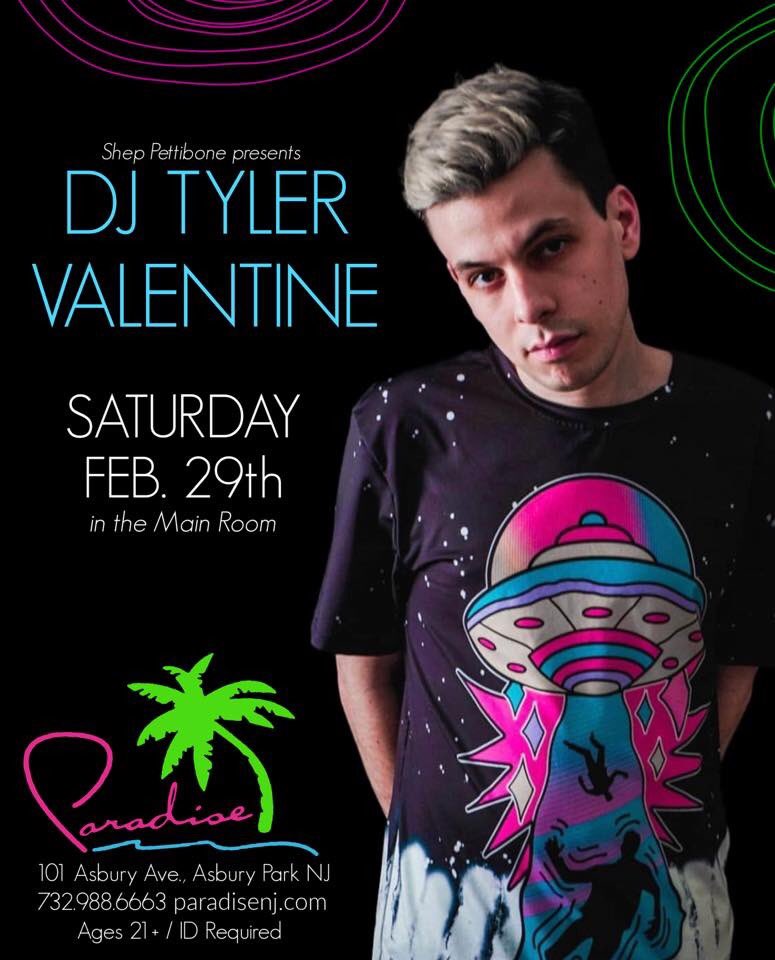 Shep Pettibone presents
DJ TYLER
VALENTINE
SATURDAY
FEB. 29th
in the Main Room
Paradise
101 Asbury Ave., Asbury Park NJ
732.988.6663 paradisenj.com
Ages 21+ / ID Required